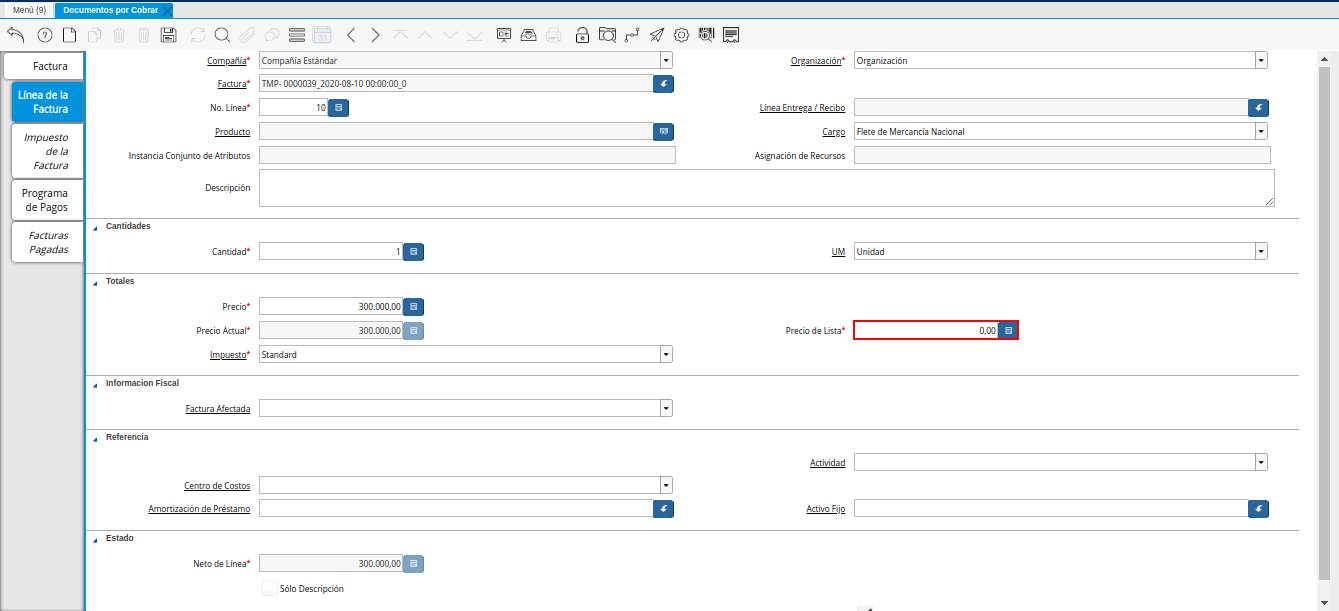 Menú (9) Documentos por Cobrar
Factura
Línea de la
Factura
Impuesto
de la
Factura
Programa
de Pagos
Facturas
Pagadas
Compañía* Compañía Estándar Organización* Organización
Factura* TMP- 0000039_2020-08-10 00:00:00_0
No. Línea* 10 Línea Entrega / Recibo
Producto Cargo Flete de Mercancía Nacional
Instancia Conjunto de Atributos Asignación de Recursos
Descripción
Cantidades
Cantidad* 1 UM Unidad
Totales
Precio* 300.000,00
Precio Actual* 300.000,00 Precio de Lista* 0,00
Impuesto* Standard
Informacion Fiscal
Factura Afectada
Referencia
Actividad
Centro de Costos
Amortización de Préstamo Activo Fijo
Estado
Neto de Línea* 300.000,00
Sólo Descripción